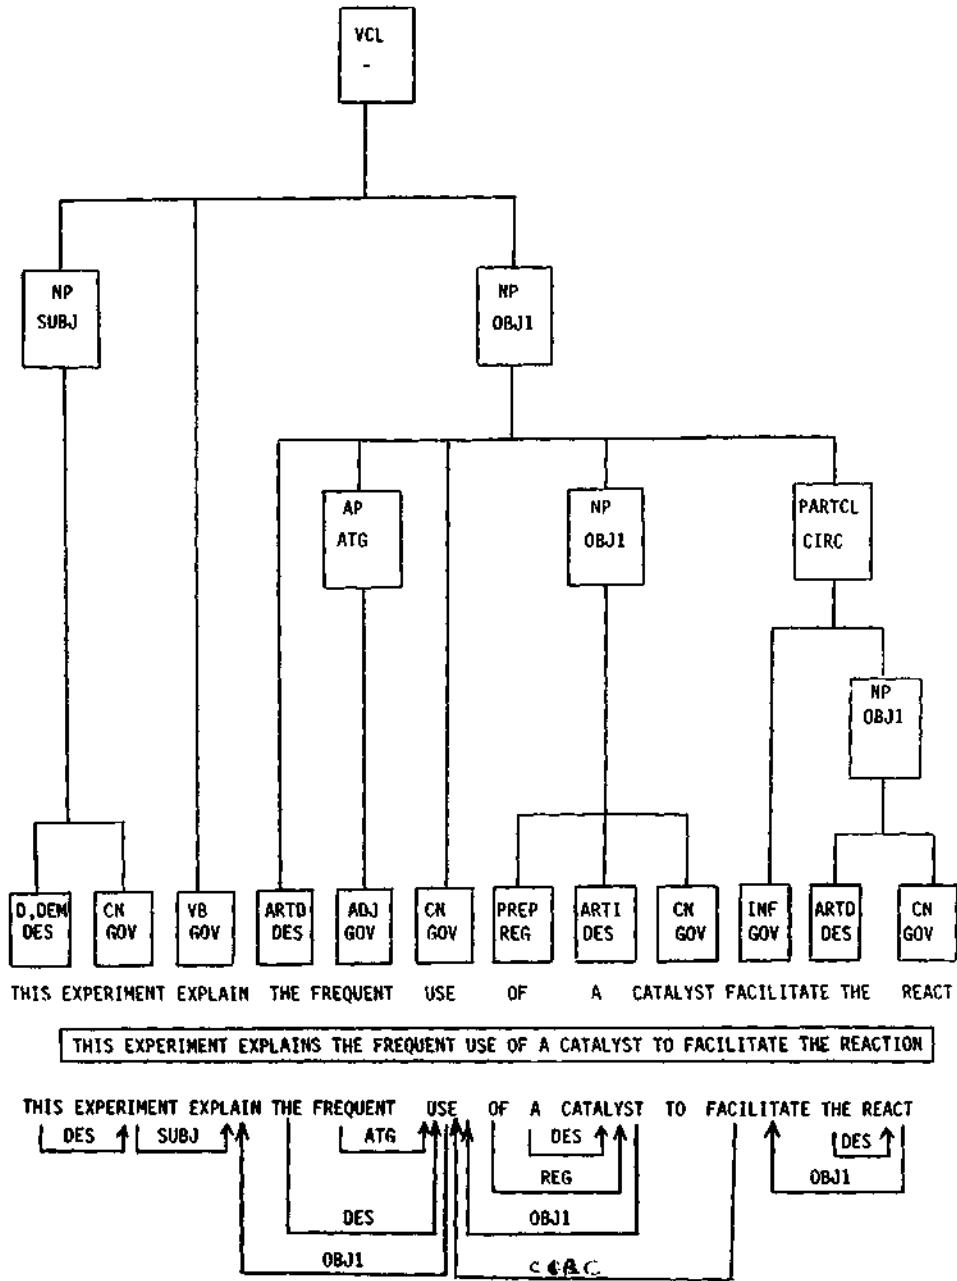 VCL
-
NP NP
SUBJ OBJ1
AP NP PARTCL
ATG OBJ1 CIRC
NP
OBJ1
D,DEM CN VB ARTD ADJ CN PREP ARTI CN INF ARTD CN
DES GOV GOV DES GOV GOV REG DES GOV GOV DES GOV
THIS EXPERIMENT EXPLAIN THE FREQUENT USE OF A CATALYST FACILITATE THE REACT
THIS EXPERIMENT EXPLAINS THE FREQUENT USE OF A CATALYST TO FACILITATE THE REACTION
THIS EXPERIMENT EXPLAIN THE FREQUENT USE OF A CATALYST TO FACILITATE THE REACT
DES SUBJ ATG DES DES
REG OBJ1
DES OBJ1
OBJ1